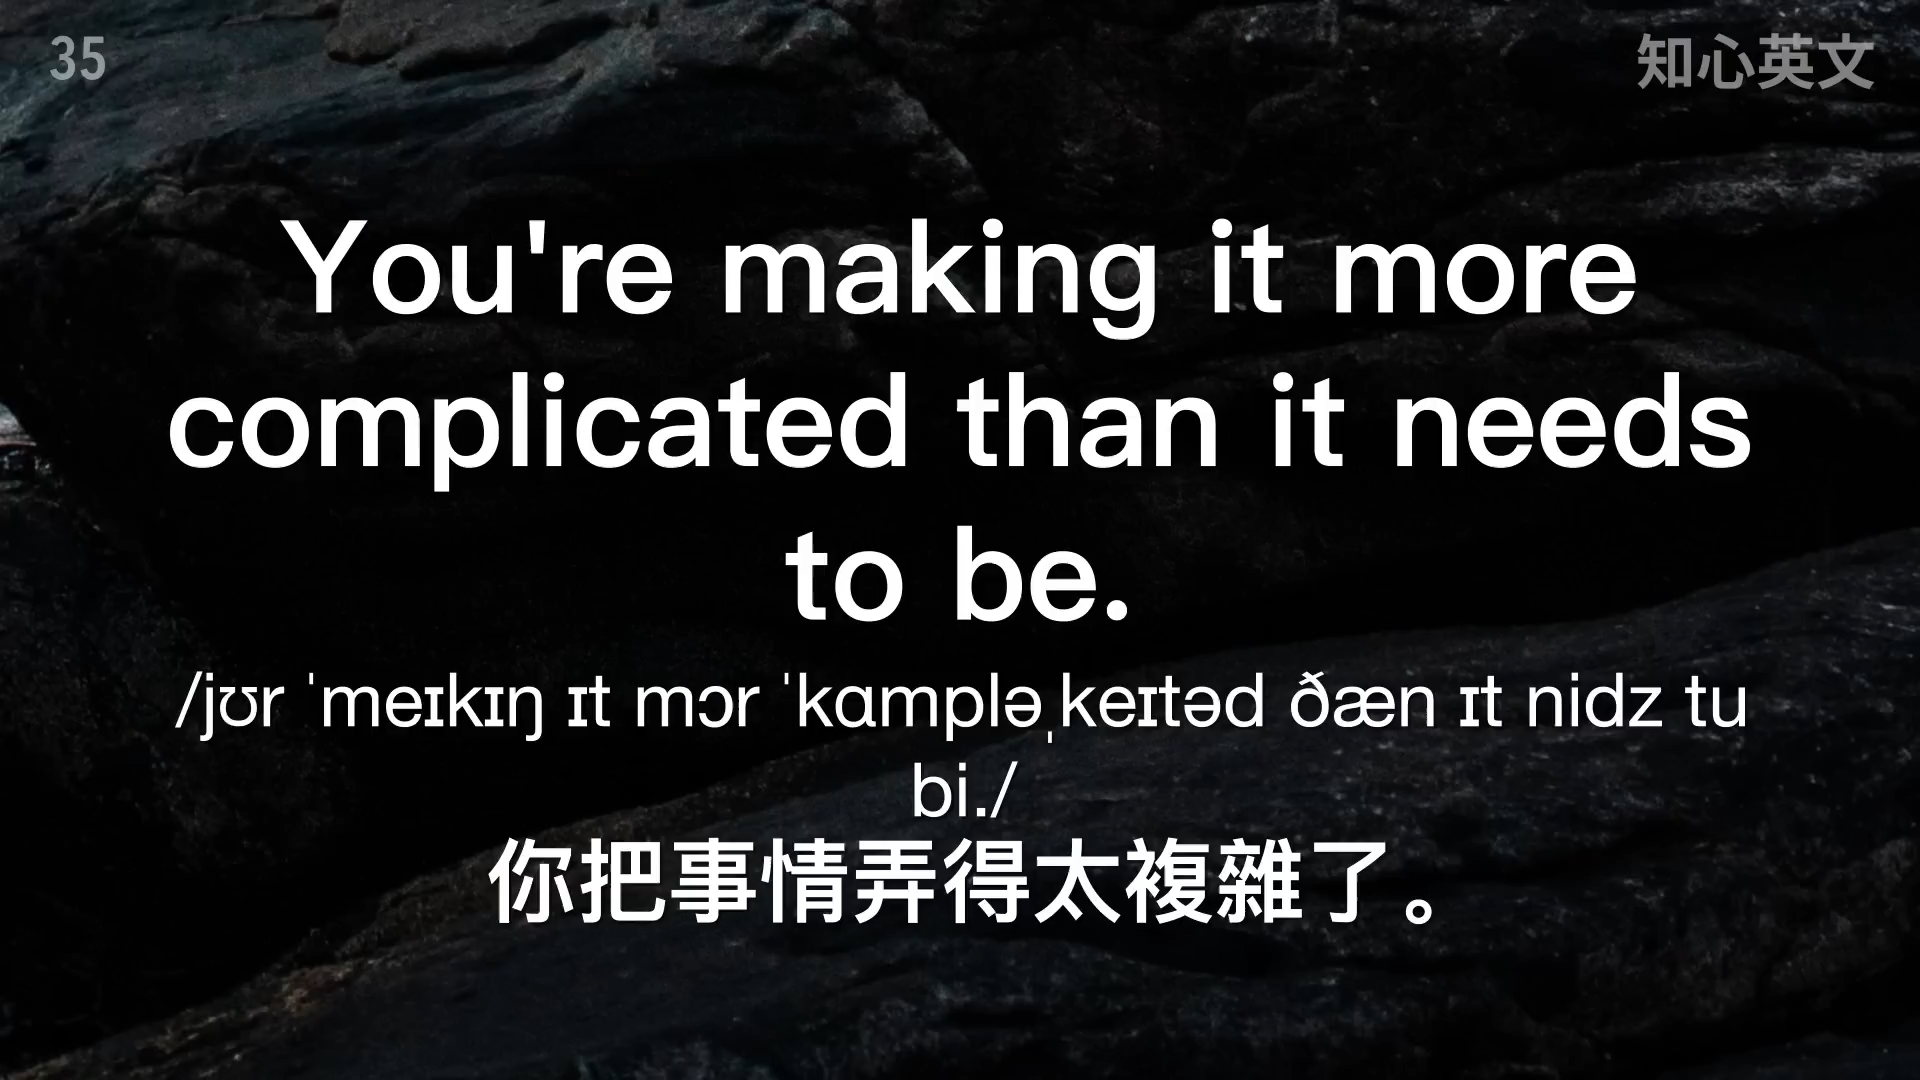 35
知心英文
You're making it more
complicated than it needs
to be.
/jʊr ˈmeɪkɪŋ ɪt mɔr ˈkɑmpləˌkeɪtəd ðæn ɪt nidz tu
bi./
你把事情弄得太複雜了。